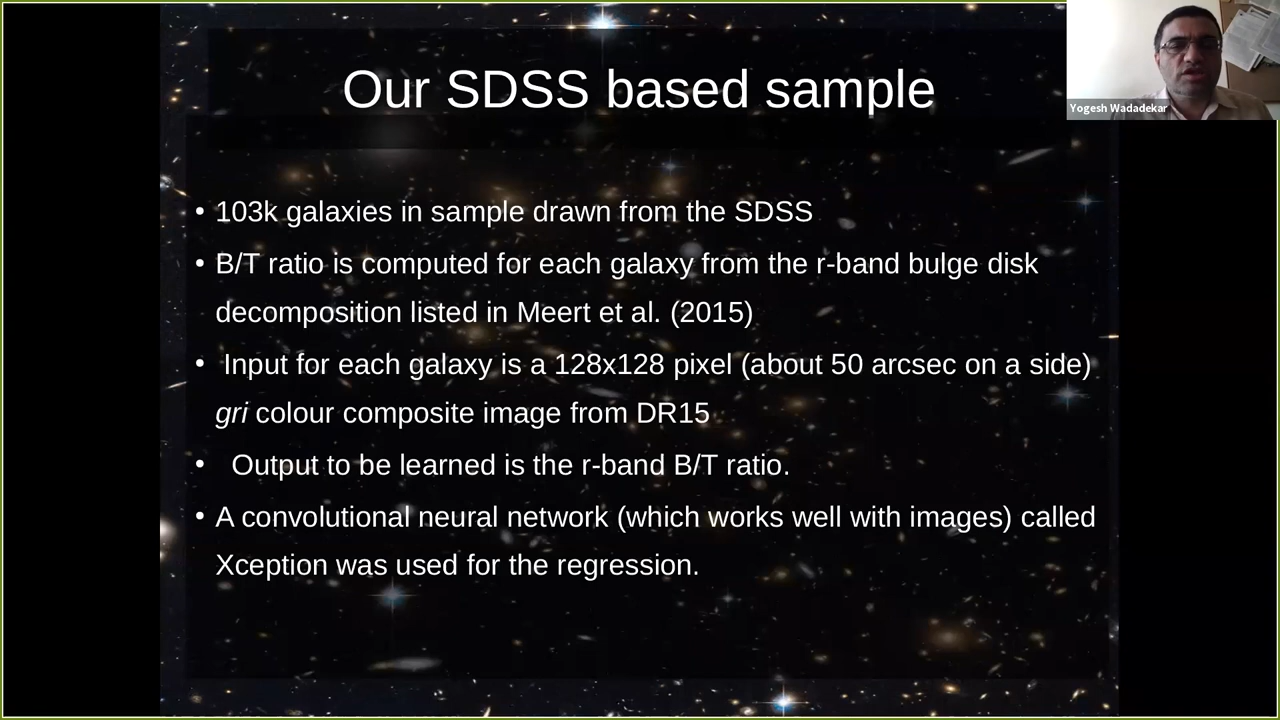 Our SDSS based sample
Yogesh Wadadekar
• 103k galaxies in sample drawn from the SDSS
• B/T ratio is computed for each galaxy from the r-band bulge disk
decomposition listed in Meert et al. (2015)
• Input for each galaxy is a 128x128 pixel (about 50 arcsec on a side)
gri colour composite image from DR15
• Output to be learned is the r-band B/T ratio.
• A convolutional neural network (which works well with images) called
Xception was used for the regression.